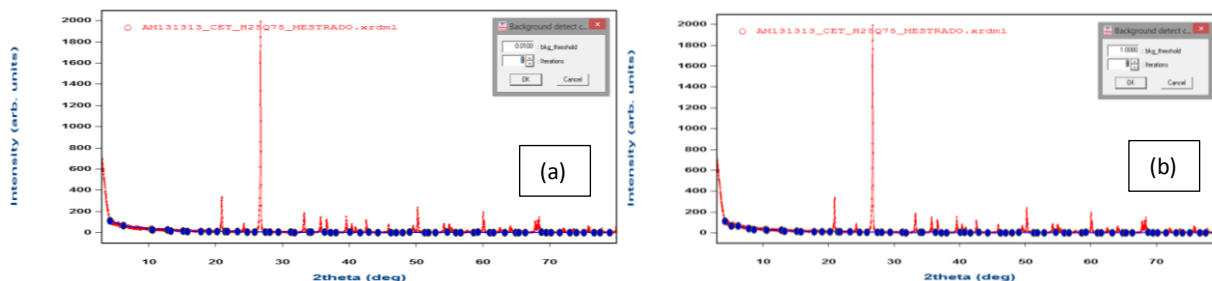 AM131313_CET_M25Q75_MESTRADO.xrdml
Background detect c...
0.0100 : bkg_threshold
: Iterations
OK Cancel
(a)
Intensity (arb. units)
2000
1800
1600
1400
1200
1000
800
600
400
200
0
10 20 30 40 50 60 70
2theta (deg)
AM131313_CET_M25Q75_MESTRADO.xrdml
Background detect c...
1.0000 : bkg_threshold
: Iterations
OK Cancel
(b)
Intensity (arb. units)
2000
1800
1600
1400
1200
1000
800
600
400
200
0
10 20 30 40 50 60 70
2theta (deg)